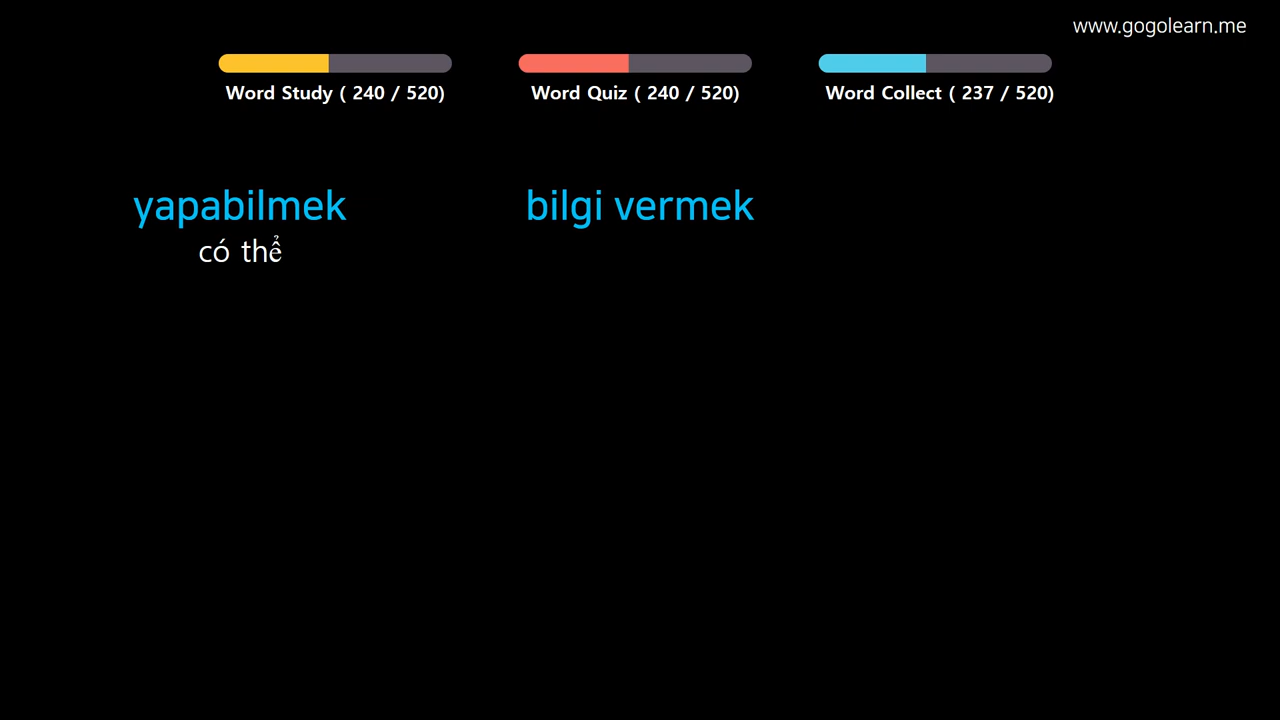 www.gogolearn.me
Word Study ( 240 / 520)
Word Quiz ( 240 / 520)
Word Collect ( 237 / 520)
yapabilmek
có thể
bilgi vermek